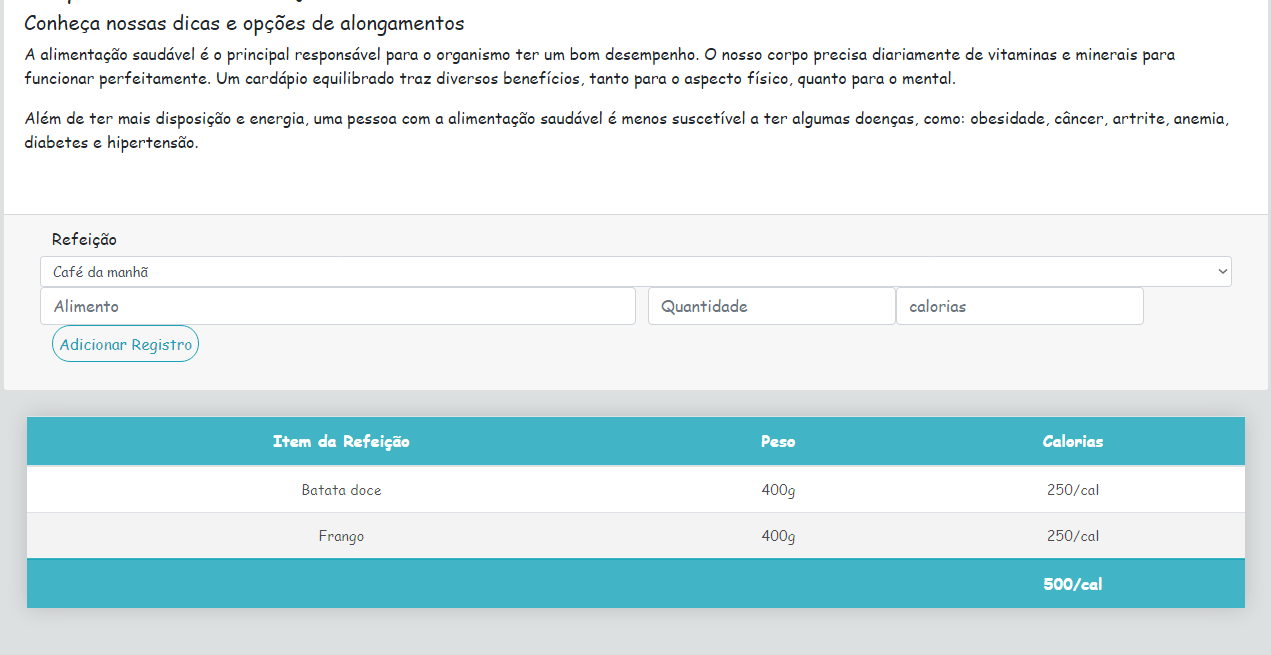 Conheça nossas dicas e opções de alongamentos
A alimentação saudável é o principal responsável para o organismo ter um bom desempenho. O nosso corpo precisa diariamente de vitaminas e minerais para
funcionar perfeitamente. Um cardápio equilibrado traz diversos benefícios, tanto para o aspecto físico, quanto para o mental.
Além de ter mais disposição e energia, uma pessoa com a alimentação saudável é menos suscetível a ter algumas doenças, como: obesidade, câncer, artrite, anemia,
diabetes e hipertensão.
Refeição
Café da manhã
Alimento Quantidade calorias
Adicionar Registro
Item da Refeição Peso Calorias
Batata doce 400g 250/cal
Frango 400g 250/cal
500/cal